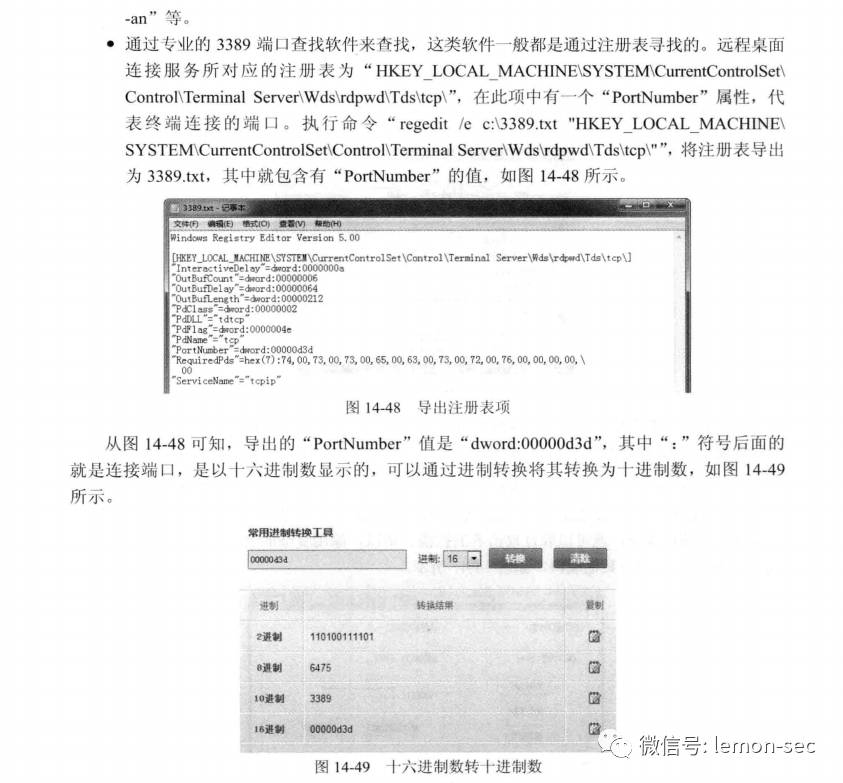 -an”等。
● 通过专业的 3389 端口查找软件来查找，这类软件一般都是通过注册表寻找的。远程桌面
连接服务所对应的注册表为“HKEY_LOCAL_MACHINE\SYSTEM\CurrentControlSet\
Control\Terminal Server\Wds\rdpwd\Tds\tcp\”，在此项中有一个“PortNumber”属性，代
表终端连接的端口。执行命令“regedit /e c:\3389.txt "HKEY_LOCAL_MACHINE\
SYSTEM\CurrentControlSet\Control\Terminal Server\Wds\rdpwd\Tds\tcp\"”，将注册表导出
为 3389.txt，其中就包含有“PortNumber”的值，如图 14-48 所示。
3389.txt - 记事本
文件(F) 编辑(E) 格式(O) 查看(V) 帮助(H)
Windows Registry Editor Version 5.00
[HKEY_LOCAL_MACHINE\SYSTEM\CurrentControlSet\Control\Terminal Server\Wds\rdpwd\Tds\tcp\]
"InteractiveDelay"=dword:0000000a
"OutBufCount"=dword:00000006
"OutBufDelay"=dword:00000064
"OutBufLength"=dword:00000212
"PdClass"=dword:00000002
"PdDLL"="tdtcp"
"PdFlag"=dword:0000004e
"PdName"="tcp"
"PortNumber"=dword:00000d3d
"RequiredPds"=hex(7):74,00,73,00,73,00,65,00,63,00,73,00,72,00,76,00,00,00,00,\
00
"ServiceName"="tcpip"
图 14-48 导出注册表项
从图 14-48 可知，导出的“PortNumber”值是“dword:00000d3d”，其中“：”符号后面的
就是连接端口，是以十六进制数显示的，可以通过进制转换将其转换为十进制数，如图 14-49
所示。
常用进制转换工具
00000d3d 进制: 16 转换 清除
进制 转换结果 复制
2进制 110100111101
8进制 6475
10进制 3389
16进制 00000d3d
微信号: lemon-sec
图 14-49 十六进制数转十进制数